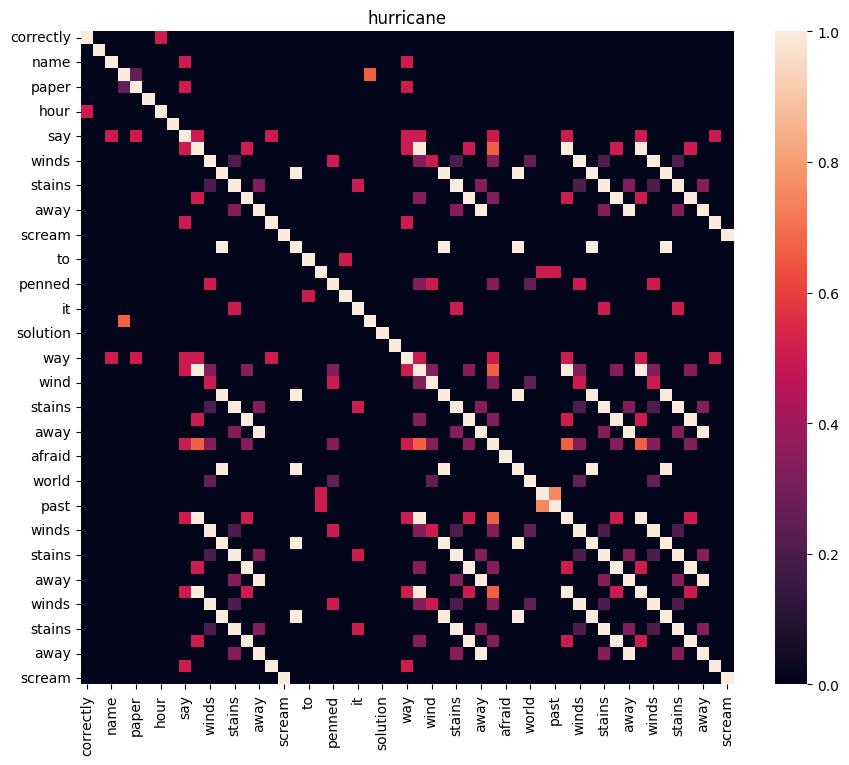 hurricane
correctly
name
paper
hour
say
winds
stains
away
scream
to
penned
it
solution
way
wind
stains
away
afraid
world
past
winds
stains
away
winds
stains
away
scream
1.0
0.8
0.6
0.4
0.2
0.0
correctly
name
paper
hour
say
winds
stains
away
scream
to
penned
it
solution
way
wind
stains
away
afraid
world
past
winds
stains
away
winds
stains
away
scream